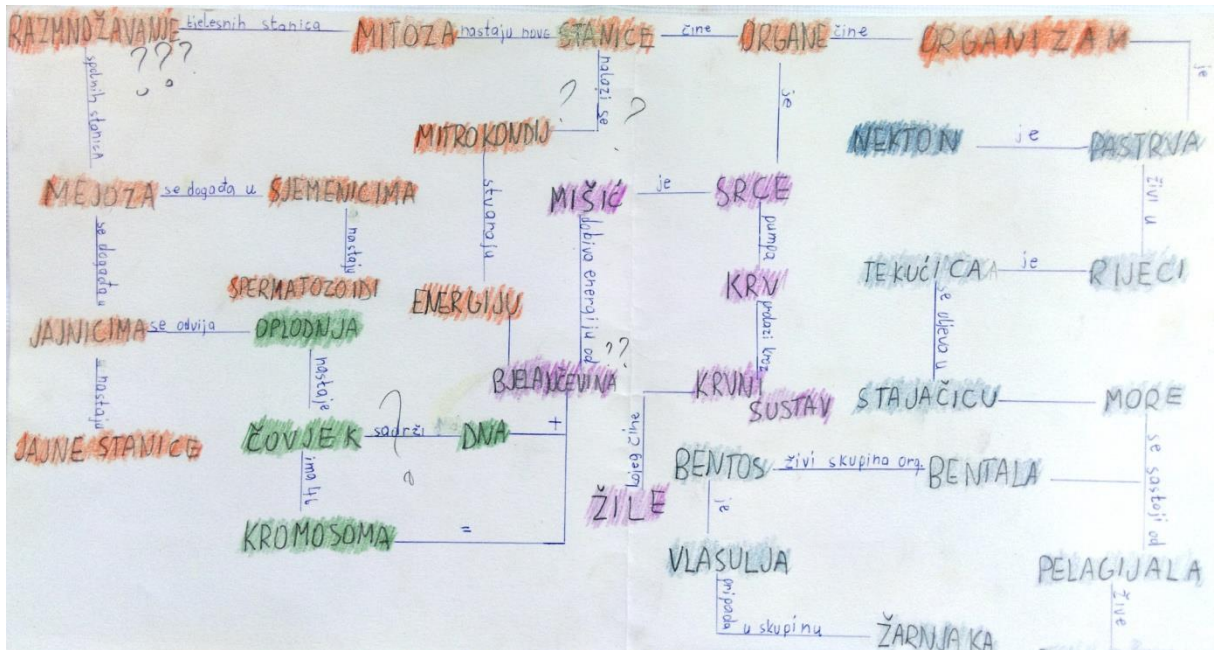 RAZMNOŽAVANJE tjelesnih stanica MITOZA nastaju nove STANICE čine ORGANE čine ORGANIZAM
???
spolnih stanica
nalazi se
?
?
je
je
MITROKONDIJ
NEKTON je PASTRVA
MEJOZA se događa u SJEMENICIMA
stvaraju
MIŠIĆ je SRCE
živi u
se događa u
nastaju
dobiva energiju od
pumpa
SPERMATOZOIDI
ENERGIJU
KRV
TEKUĆICA je RIJECI
JAJNICIMA se odvija OPLODNJA
prolazi kroz
se uljeva u
nastaju
nastaje
BJELANČEVINA
??
KRVNI
SUSTAV
STAJAČICU
MORE
JAJNE STANICE
ČOVJEK sadrži DNA +
?
ima 46
kojeg čine
ŽILE
BENTOS živi skupina org. BENTALA
se sastoji od
KROMOSOMA =
je
VLASULJA
PELAGIJALA
pripada u skupinu ŽARNJAKA
žive